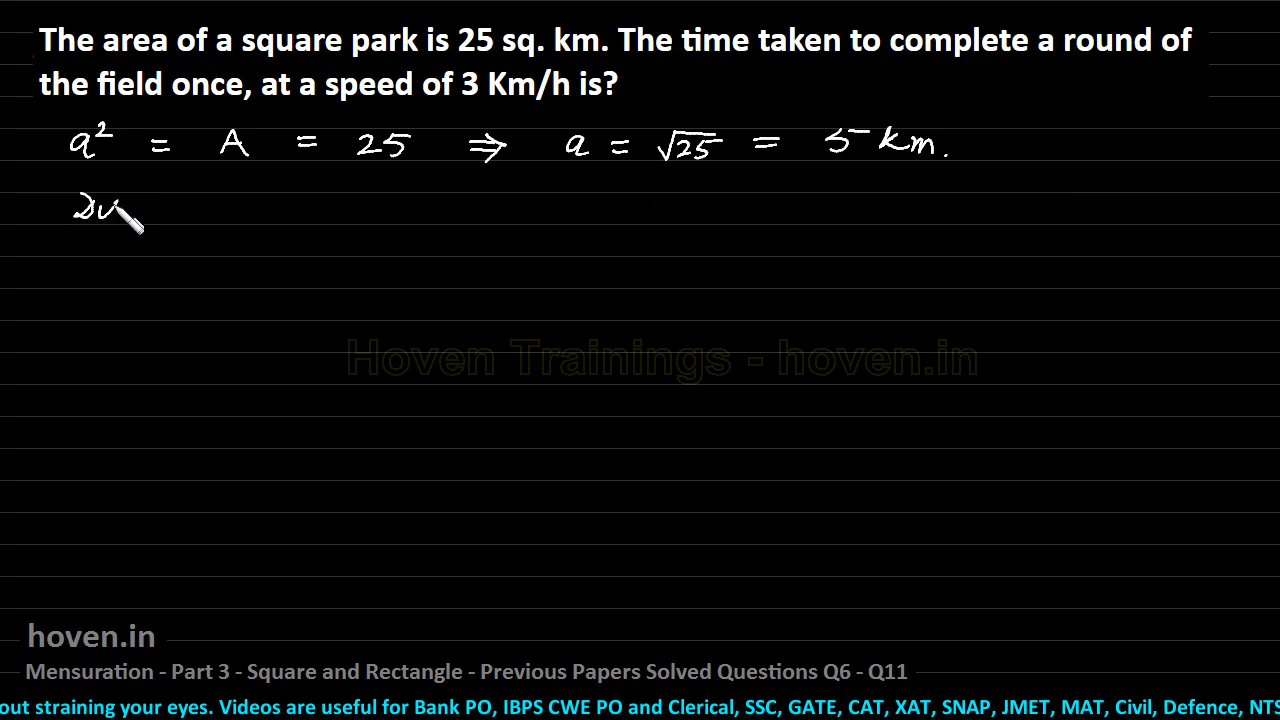 The area of a square park is 25 sq. km. The time taken to complete a round of
the field once, at a speed of 3 Km/h is?
a² = A = 25 ⇒ a = √25 = 5 km.
Hoven Trainings - hoven.in
hoven.in
Mensuration - Part 3 - Square and Rectangle - Previous Papers Solved Questions Q6 - Q11
out straining your eyes. Videos are useful for Bank PO, IBPS CWE PO and Clerical, SSC, GATE, CAT, XAT, SNAP, JMET, MAT, Civil, Defence, NTS